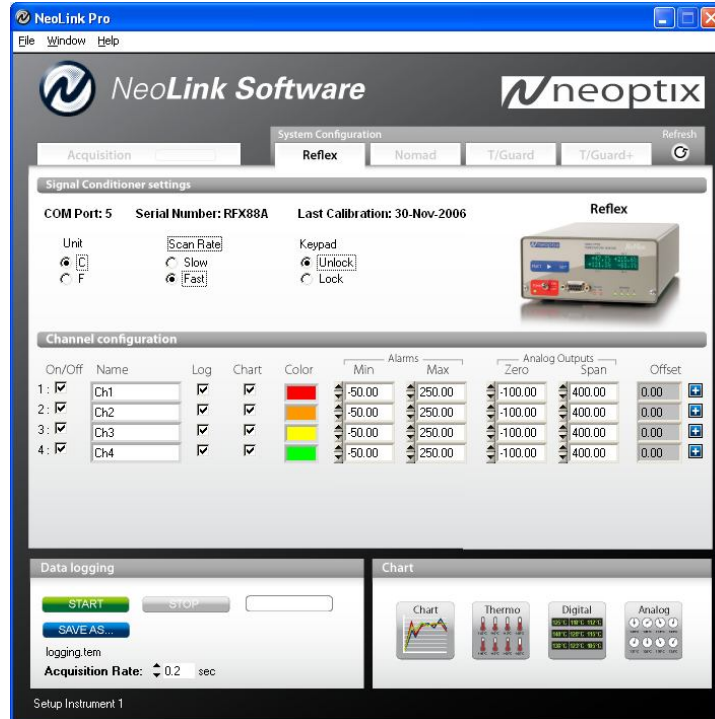 NeoLink Pro
File Window Help
NeoLink Software
neoptix
System Configuration Refresh
Acquisition Reflex Nomad T/Guard T/Guard+
Signal Conditioner settings
COM Port: 5 Serial Number: RFX88A Last Calibration: 30-Nov-2006 Reflex
Unit Scan Rate Keypad
C Slow Unlock
F Fast Lock
Channel configuration
Alarms Analog Outputs
On/Off Name Log Chart Color Min Max Zero Span Offset
1: Ch1 -50.00 250.00 -100.00 400.00 0.00
2: Ch2 -50.00 250.00 -100.00 400.00 0.00
3: Ch3 -50.00 250.00 -100.00 400.00 0.00
4: Ch4 -50.00 250.00 -100.00 400.00 0.00
Data logging Chart
START STOP
SAVE AS...
logging.tem
Acquisition Rate: 0.2 sec
Chart Thermo Digital Analog
Setup Instrument 1